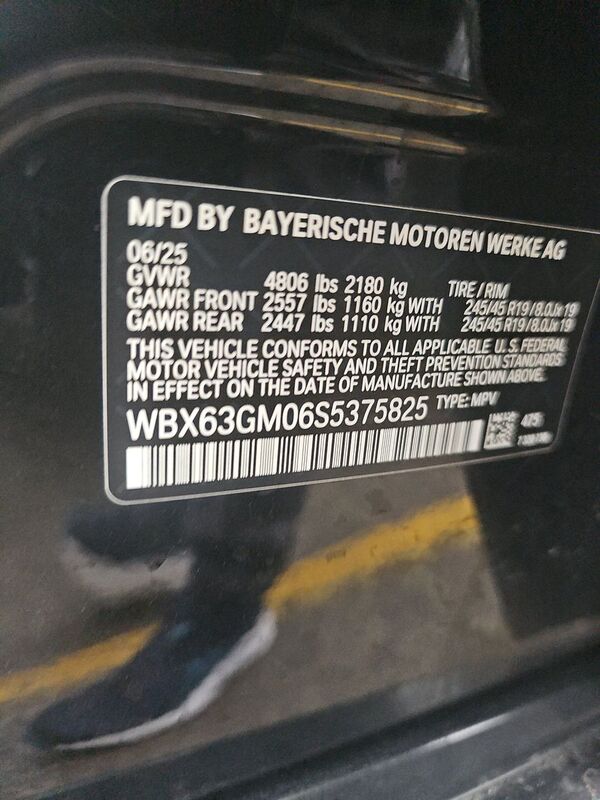 MFD BY BAYERISCHE MOTOREN WERKE AG
06/25
GVWR 4806 lbs 2180 kg TIRE / RIM
GAWR FRONT 2557 lbs 1160 kg WITH 245/45 R19 /8.0Jx19
GAWR REAR 2447 lbs 1110 kg WITH 245/45 R19 /8.0Jx19
THIS VEHICLE CONFORMS TO ALL APPLICABLE U.S. FEDERAL
MOTOR VEHICLE SAFETY AND THEFT PREVENTION STANDARDS
IN EFFECT ON THE DATE OF MANUFACTURE SHOWN ABOVE.
WBX63GM06S5375825 TYPE: MPV
475